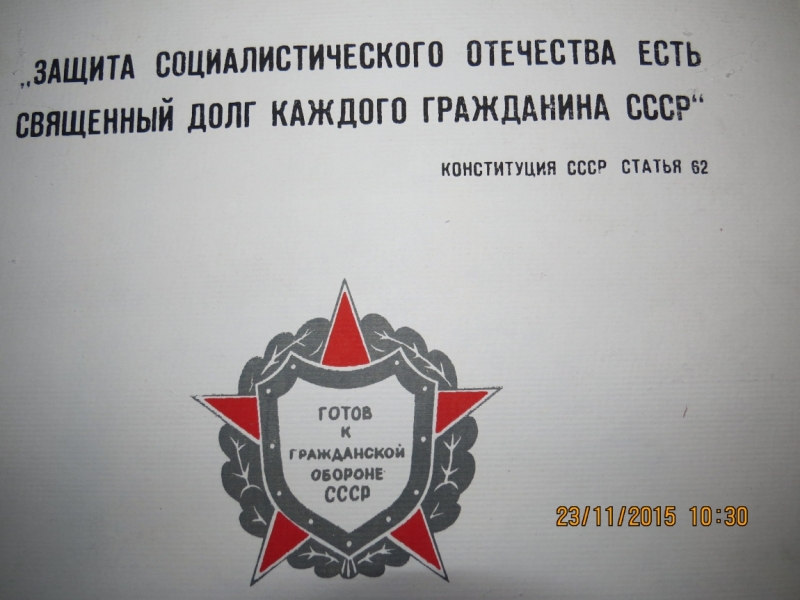 „ЗАЩИТА СОЦИАЛИСТИЧЕСКОГО ОТЕЧЕСТВА ЕСТЬ
СВЯЩЕННЫЙ ДОЛГ КАЖДОГО ГРАЖДАНИНА СССР“
КОНСТИТУЦИЯ СССР СТАТЬЯ 62
ГОТОВ
К
ГРАЖДАНСКОЙ
ОБОРОНЕ
СССР
23/11/2015 10:30